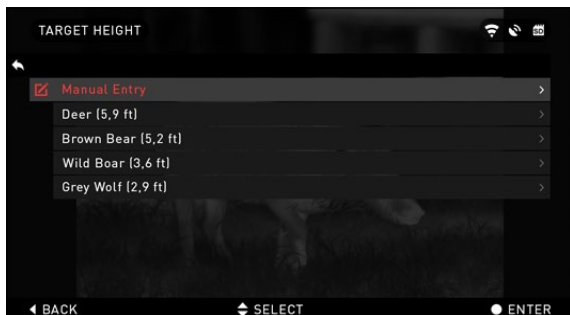 TARGET HEIGHT
SD
Manual Entry
Deer (5,9 ft)
Brown Bear (5,2 ft)
Wild Boar (3,6 ft)
Grey Wolf (2,9 ft)
BACK SELECT ENTER